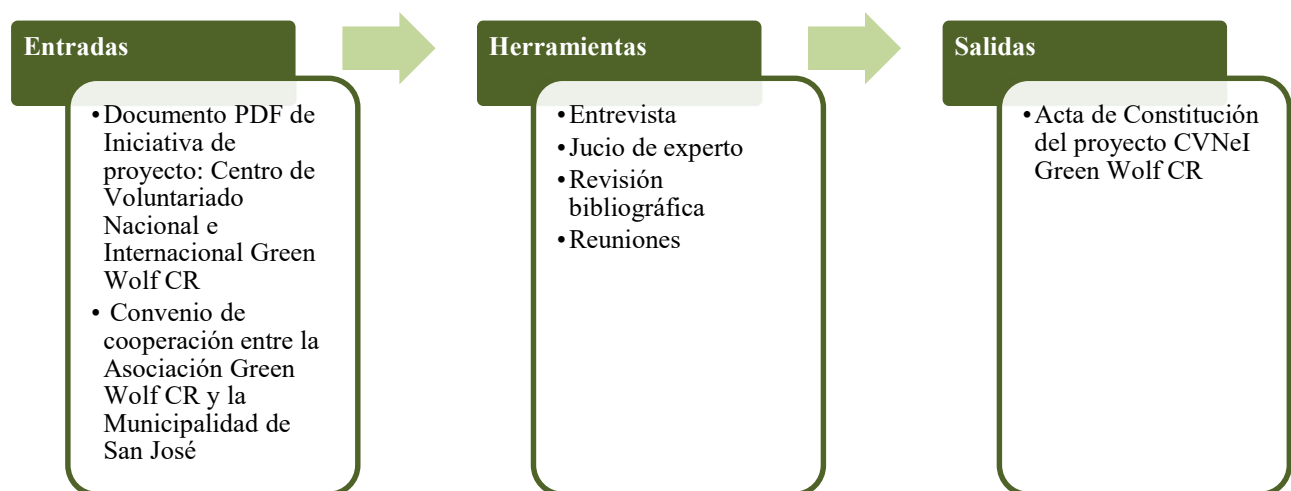 Entradas
•Documento PDF de
Iniciativa de
proyecto: Centro de
Voluntariado
Nacional e
Internacional Green
Wolf CR
• Convenio de
cooperación entre la
Asociación Green
Wolf CR y la
Municipalidad de
San José
Herramientas
•Entrevista
•Jucio de experto
•Revisión
bibliográfica
•Reuniones
Salidas
•Acta de Constitución
del proyecto CVNeI
Green Wolf CR